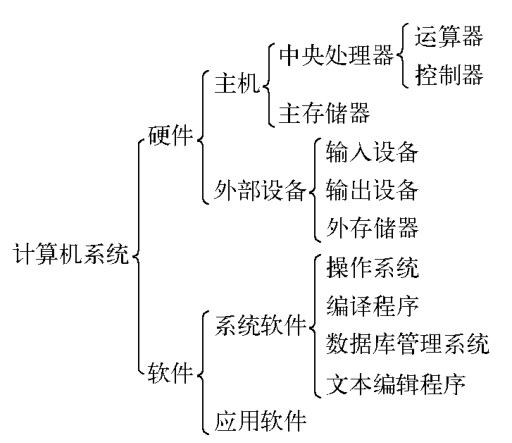 计算机系统
硬件
主机
中央处理器
运算器
控制器
主存储器
外部设备
输入设备
输出设备
外存储器
软件
系统软件
操作系统
编译程序
数据库管理系统
文本编辑程序
应用软件